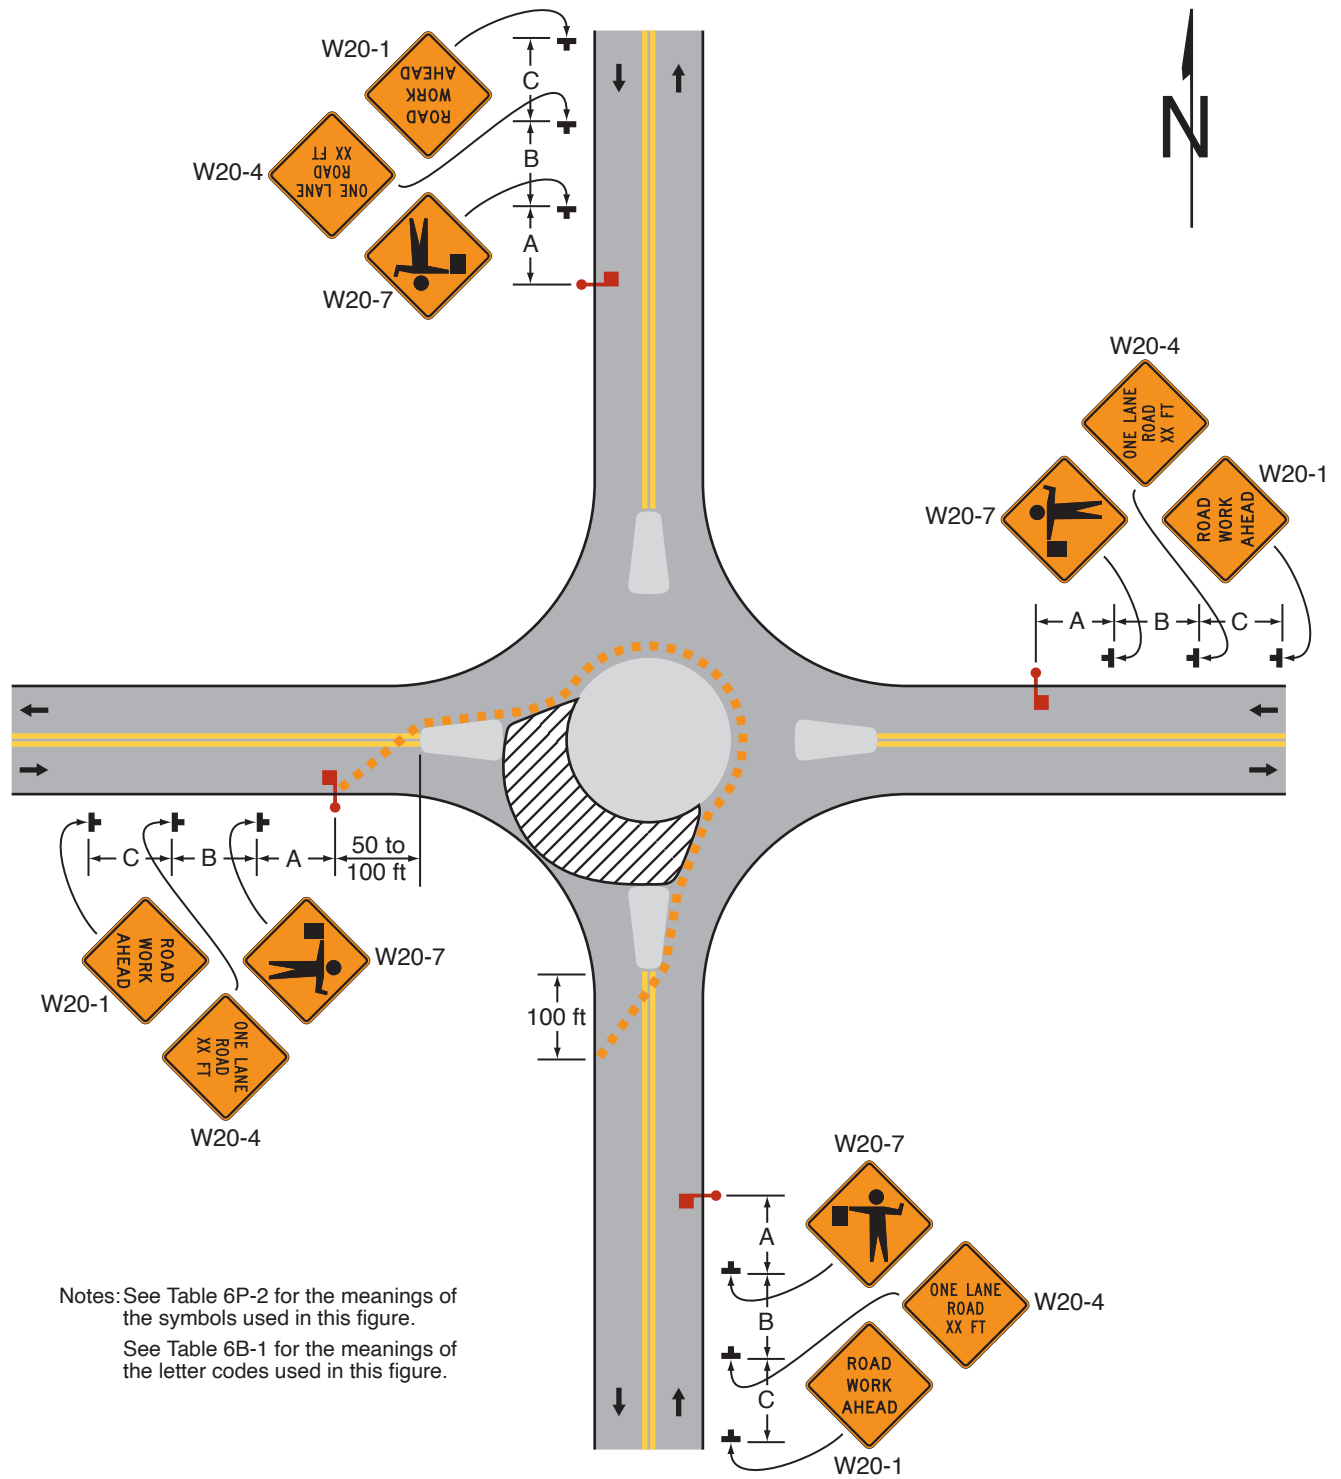 W20-1
ROAD
WORK
AHEAD
C
W20-4
ONE LANE
ROAD
XX FT
B
A
W20-7
N
W20-4
ONE LANE
ROAD
XX FT
W20-1
ROAD
WORK
AHEAD
W20-7
A
B
C
C
B
A
50 to
100 ft
ROAD
WORK
AHEAD
W20-7
W20-1
ONE LANE
ROAD
XX FT
W20-4
100 ft
W20-7
A
B
C
ONE LANE
ROAD
XX FT
W20-4
ROAD
WORK
AHEAD
W20-1
Notes: See Table 6P-2 for the meanings of
the symbols used in this figure.
See Table 6B-1 for the meanings of
the letter codes used in this figure.